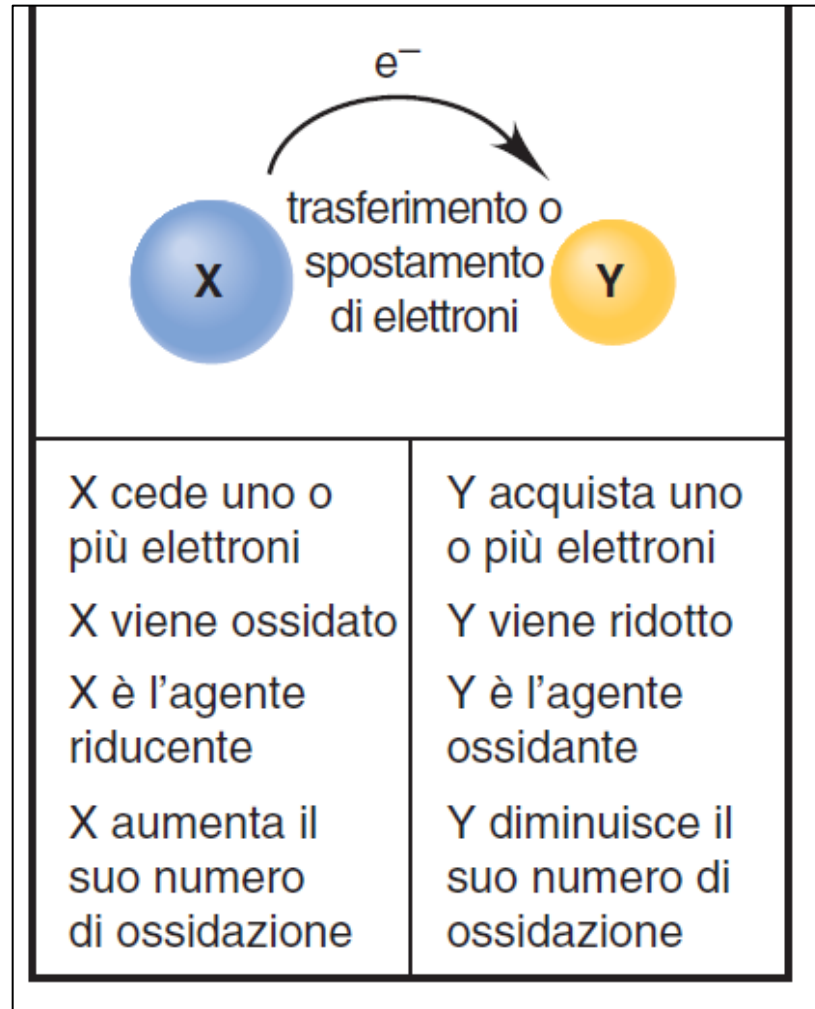 e⁻
trasferimento o
spostamento
di elettroni
X
Y
X cede uno o
più elettroni
X viene ossidato
X è l'agente
riducente
X aumenta il
suo numero
di ossidazione
Y acquista uno
o più elettroni
Y viene ridotto
Y è l'agente
ossidante
Y diminuisce il
suo numero di
ossidazione